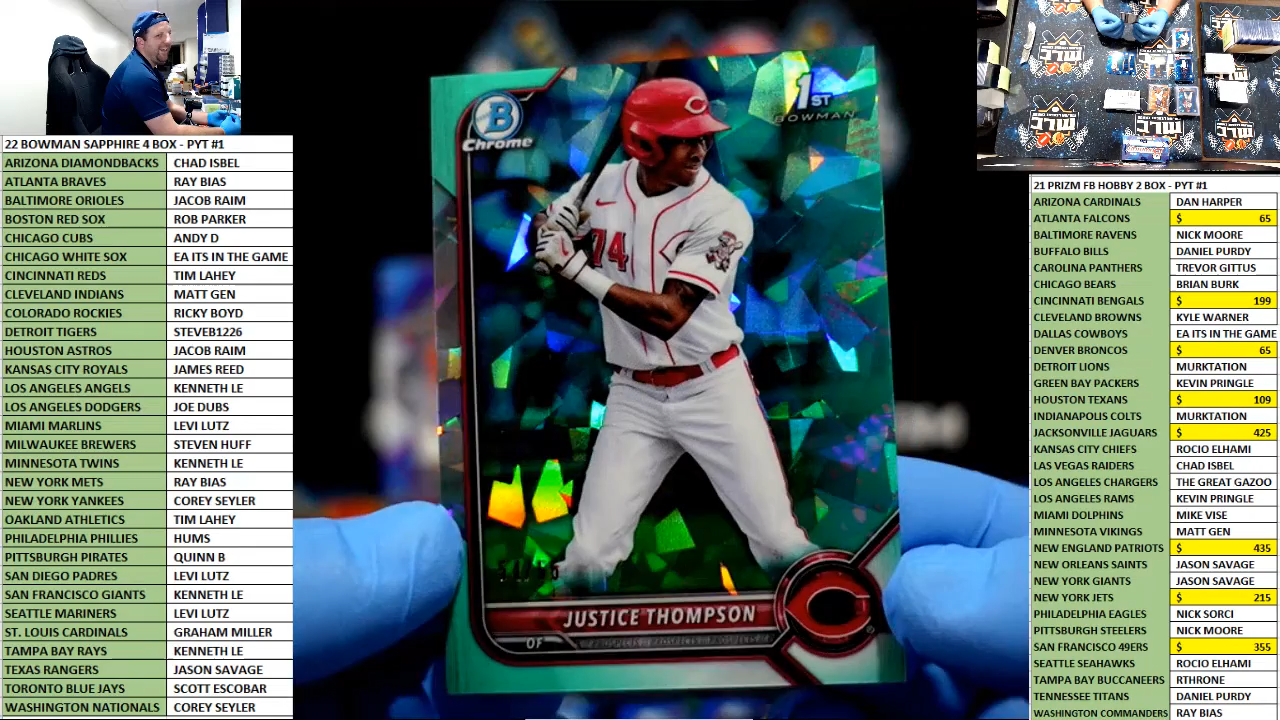 22 BOWMAN SAPPHIRE 4 BOX - PYT #1
ARIZONA DIAMONDBACKS CHAD ISBEL
ATLANTA BRAVES RAY BIAS
BALTIMORE ORIOLES JACOB RAIM
BOSTON RED SOX ROB PARKER
CHICAGO CUBS ANDY D
CHICAGO WHITE SOX EA ITS IN THE GAME
CINCINNATI REDS TIM LAHEY
CLEVELAND INDIANS MATT GEN
COLORADO ROCKIES RICKY BOYD
DETROIT TIGERS STEVEB1226
HOUSTON ASTROS JACOB RAIM
KANSAS CITY ROYALS JAMES REED
LOS ANGELES ANGELS KENNETH LE
LOS ANGELES DODGERS JOE DUBS
MIAMI MARLINS LEVI LUTZ
MILWAUKEE BREWERS STEVEN HUFF
MINNESOTA TWINS KENNETH LE
NEW YORK METS RAY BIAS
NEW YORK YANKEES COREY SEYLER
OAKLAND ATHLETICS TIM LAHEY
PHILADELPHIA PHILLIES HUMS
PITTSBURGH PIRATES QUINN B
SAN DIEGO PADRES LEVI LUTZ
SAN FRANCISCO GIANTS KENNETH LE
SEATTLE MARINERS LEVI LUTZ
ST. LOUIS CARDINALS GRAHAM MILLER
TAMPA BAY RAYS KENNETH LE
TEXAS RANGERS JASON SAVAGE
TORONTO BLUE JAYS SCOTT ESCOBAR
WASHINGTON NATIONALS COREY SEYLER
B
Chrome
1ST
BOWMAN
74
JUSTICE THOMPSON
OF
PROSPECTS
C
MLC
21 PRIZM FB HOBBY 2 BOX - PYT #1
ARIZONA CARDINALS DAN HARPER
ATLANTA FALCONS $ 65
BALTIMORE RAVENS NICK MOORE
BUFFALO BILLS DANIEL PURDY
CAROLINA PANTHERS TREVOR GITTUS
CHICAGO BEARS BRIAN BURK
CINCINNATI BENGALS $ 199
CLEVELAND BROWNS KYLE WARNER
DALLAS COWBOYS EA ITS IN THE GAME
DENVER BRONCOS $ 65
DETROIT LIONS MURKTATION
GREEN BAY PACKERS KEVIN PRINGLE
HOUSTON TEXANS $ 109
INDIANAPOLIS COLTS MURKTATION
JACKSONVILLE JAGUARS $ 425
KANSAS CITY CHIEFS ROCIO ELHAMI
LAS VEGAS RAIDERS CHAD ISBEL
LOS ANGELES CHARGERS THE GREAT GAZOO
LOS ANGELES RAMS KEVIN PRINGLE
MIAMI DOLPHINS MIKE VISE
MINNESOTA VIKINGS MATT GEN
NEW ENGLAND PATRIOTS $ 435
NEW ORLEANS SAINTS JASON SAVAGE
NEW YORK GIANTS JASON SAVAGE
NEW YORK JETS $ 215
PHILADELPHIA EAGLES NICK SORCI
PITTSBURGH STEELERS NICK MOORE
SAN FRANCISCO 49ERS $ 355
SEATTLE SEAHAWKS ROCIO ELHAMI
TAMPA BAY BUCCANEERS RTHRONE
TENNESSEE TITANS DANIEL PURDY
WASHINGTON COMMANDERS RAY BIAS